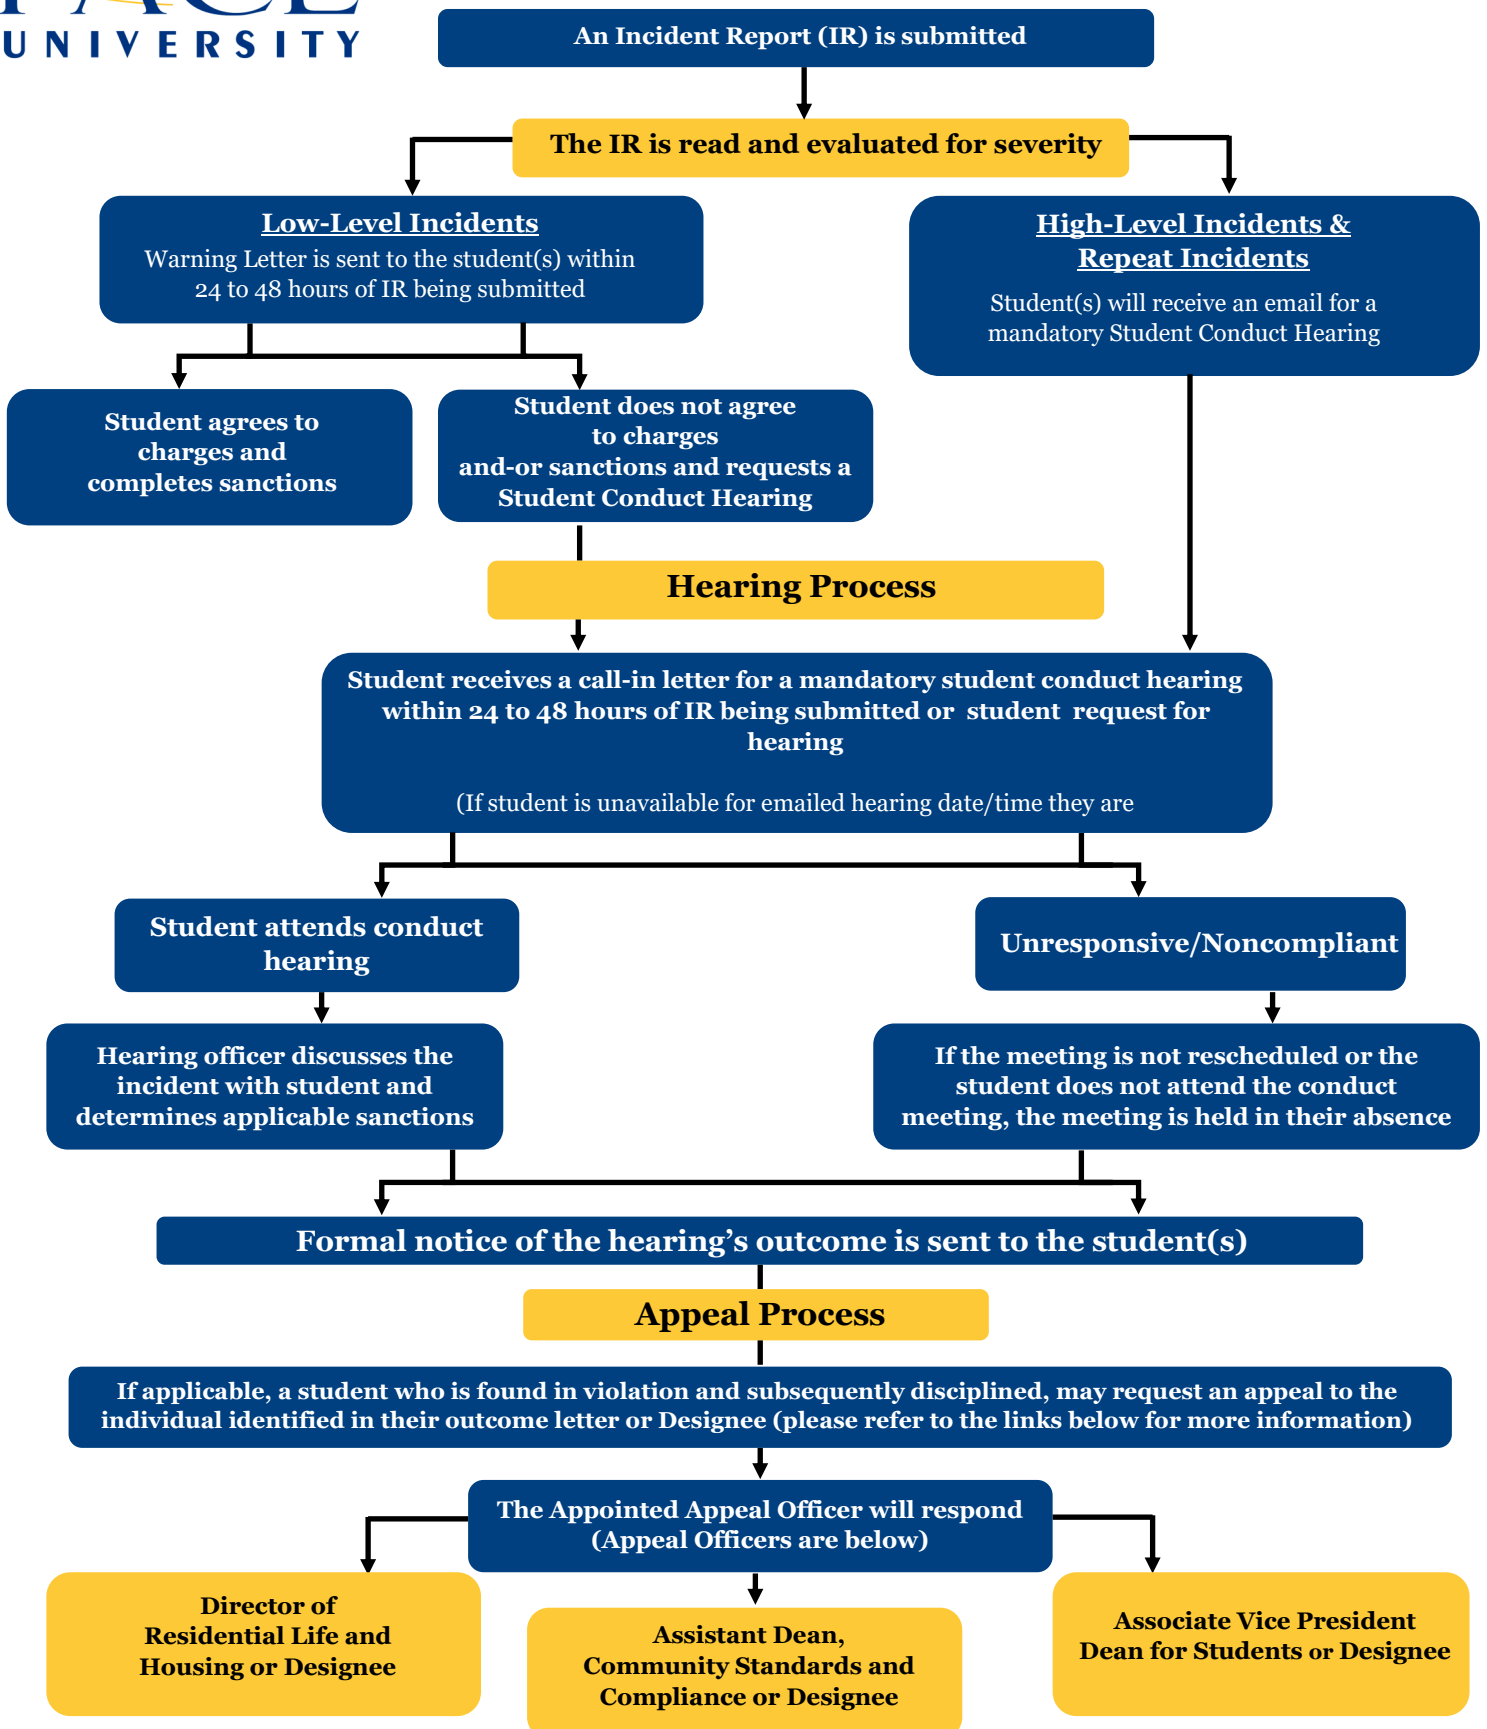 PACE
UNIVERSITY
An Incident Report (IR) is submitted
The IR is read and evaluated for severity
Low-Level Incidents
Warning Letter is sent to the student(s) within
24 to 48 hours of IR being submitted
High-Level Incidents &
Repeat Incidents
Student(s) will receive an email for a
mandatory Student Conduct Hearing
Student agrees to
charges and
completes sanctions
Student does not agree
to charges
and-or sanctions and requests a
Student Conduct Hearing
Hearing Process
Student receives a call-in letter for a mandatory student conduct hearing
within 24 to 48 hours of IR being submitted or student request for
hearing
(If student is unavailable for emailed hearing date/time they are
Student attends conduct
hearing
Unresponsive/Noncompliant
Hearing officer discusses the
incident with student and
determines applicable sanctions
If the meeting is not rescheduled or the
student does not attend the conduct
meeting, the meeting is held in their absence
Formal notice of the hearing’s outcome is sent to the student(s)
Appeal Process
If applicable, a student who is found in violation and subsequently disciplined, may request an appeal to the
individual identified in their outcome letter or Designee (please refer to the links below for more information)
The Appointed Appeal Officer will respond
(Appeal Officers are below)
Director of
Residential Life and
Housing or Designee
Assistant Dean,
Community Standards and
Compliance or Designee
Associate Vice President
Dean for Students or Designee